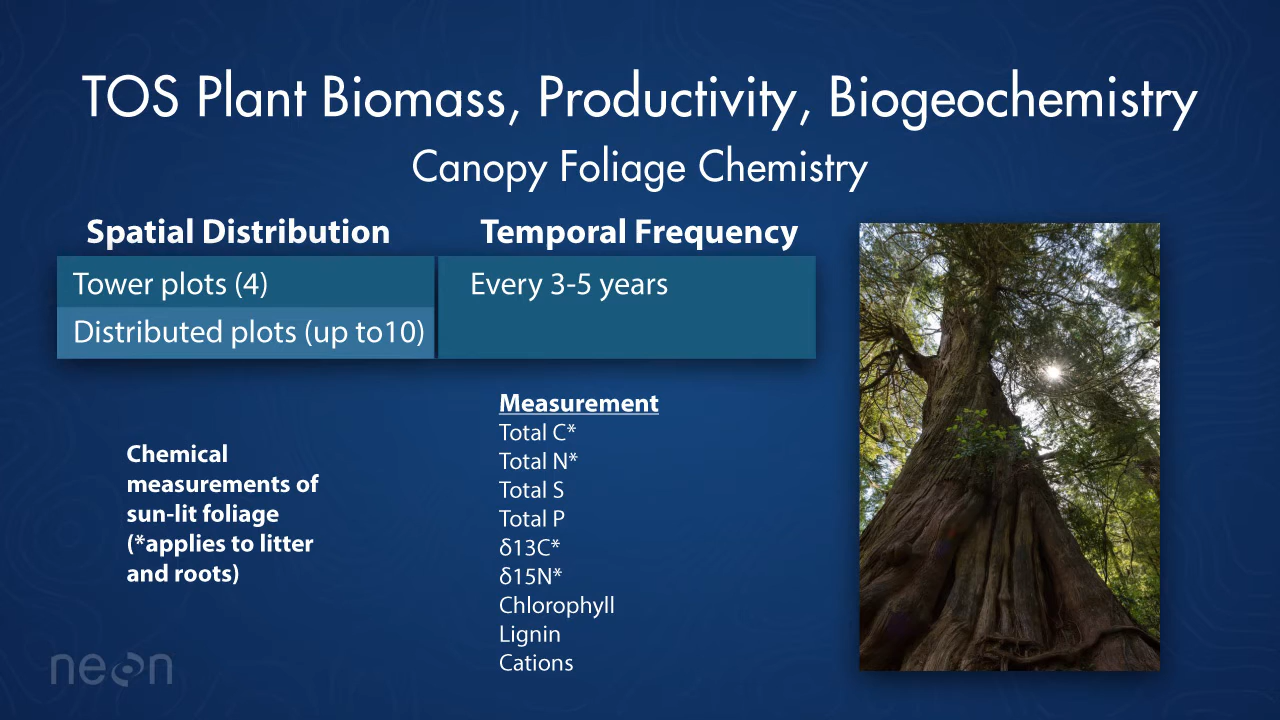 TOS Plant Biomass, Productivity, Biogeochemistry
Canopy Foliage Chemistry
Spatial Distribution
Temporal Frequency
Tower plots (4)
Every 3-5 years
Distributed plots (up to10)
Chemical
measurements of
sun-lit foliage
(*applies to litter
and roots)
Measurement
Total C*
Total N*
Total S
Total P
δ13C*
δ15N*
Chlorophyll
Lignin
Cations
neon